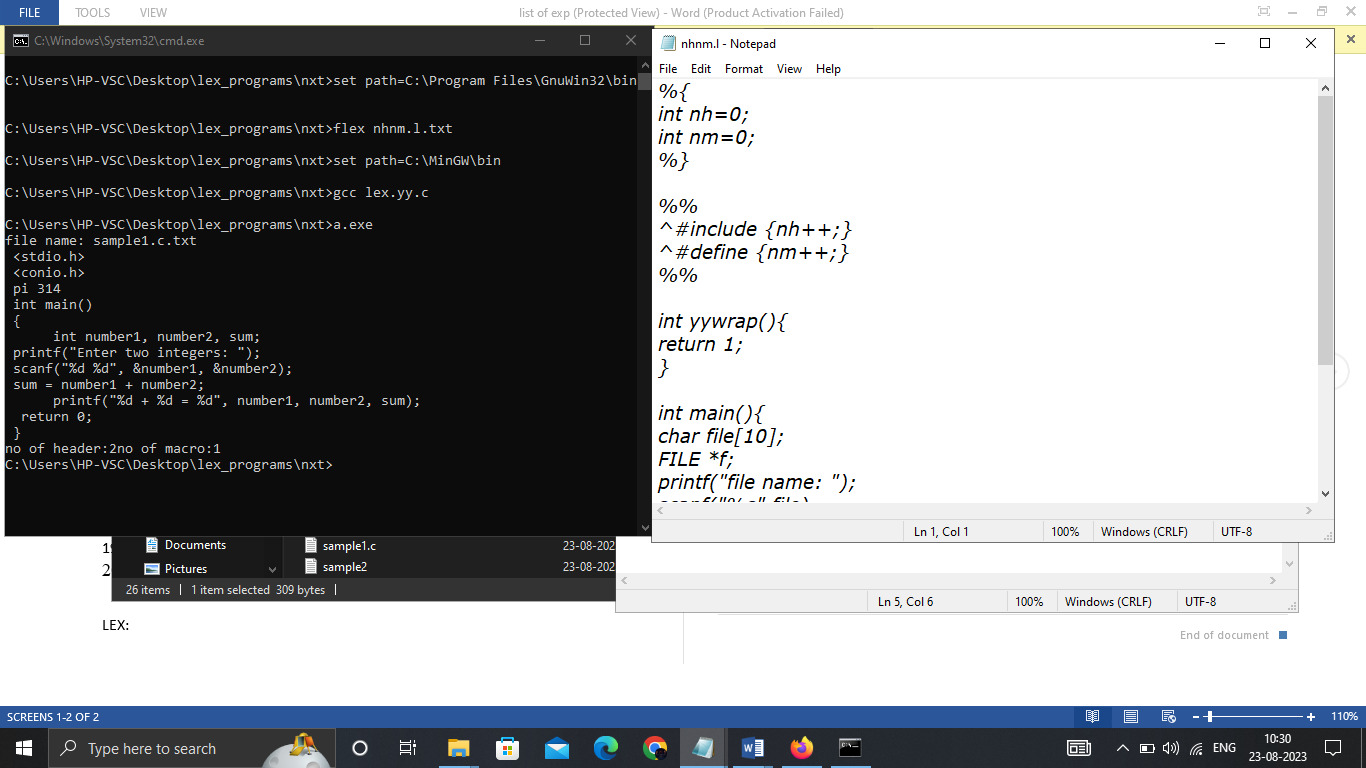 FILE TOOLS VIEW list of exp (Protected View) - Word (Product Activation Failed)
C:\Windows\System32\cmd.exe
C:\Users\HP-VSC\Desktop\lex_programs\nxt>set path=C:\Program Files\GnuWin32\bin
C:\Users\HP-VSC\Desktop\lex_programs\nxt>flex nhnm.l.txt
C:\Users\HP-VSC\Desktop\lex_programs\nxt>set path=C:\MinGW\bin
C:\Users\HP-VSC\Desktop\lex_programs\nxt>gcc lex.yy.c
C:\Users\HP-VSC\Desktop\lex_programs\nxt>a.exe
file name: sample1.c.txt
<stdio.h>
<conio.h>
pi 314
int main()
{
int number1, number2, sum;
printf("Enter two integers: ");
scanf("%d %d", &number1, &number2);
sum = number1 + number2;
printf("%d + %d = %d", number1, number2, sum);
return 0;
}
no of header:2no of macro:1
C:\Users\HP-VSC\Desktop\lex_programs\nxt>
nhnm.l - Notepad
File Edit Format View Help
%{
int nh=0;
int nm=0;
%}
%%
^#include {nh++;}
^#define {nm++;}
%%
int yywrap(){
return 1;
}
int main(){
char file[10];
FILE *f;
printf("file name: ");
Ln 1, Col 1 100% Windows (CRLF) UTF-8
Documents sample1.c 23-08-202
Pictures sample2 23-08-202
26 items 1 item selected 309 bytes
Ln 5, Col 6 100% Windows (CRLF) UTF-8
LEX:
End of document
SCREENS 1-2 OF 2 110%
Type here to search
ENG 10:30
23-08-2023